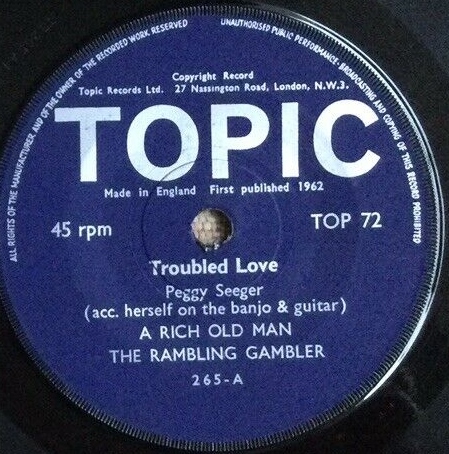 ALL RIGHTS OF THE MANUFACTURER AND OF THE OWNER OF THE RECORDED WORK RESERVED
UNAUTHORISED PUBLIC PERFORMANCE, BROADCASTING AND COPYING OF THIS RECORD PROHIBITED
Copyright Record
Topic Records Ltd. 27 Nassington Road, London, N.W.3.
TOPIC
Made in England First published 1962
45 rpm
TOP 72
Troubled Love
Peggy Seeger
(acc. herself on the banjo & guitar)
A RICH OLD MAN
THE RAMBLING GAMBLER
265-A